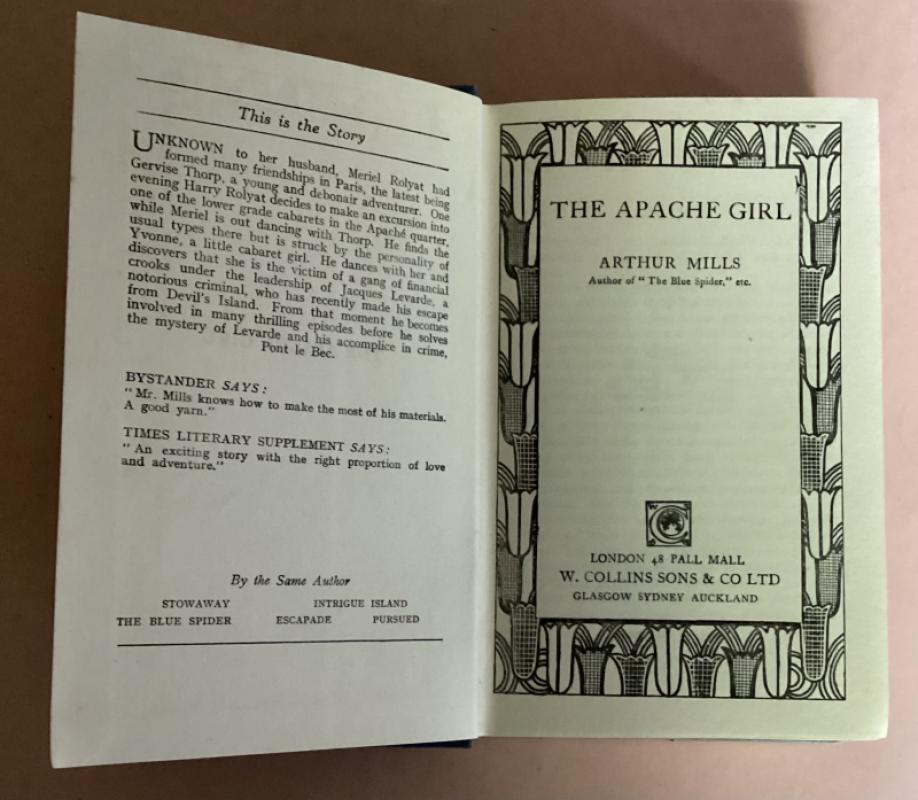 This is the Story
UNKNOWN to her husband, Meriel Rolyat had
formed many friendships in Paris, the latest being
Gervise Thorp, a young and debonair adventurer. One
evening Harry Rolyat decides to make an excursion into
one of the lower grade cabarets in the Apaché quarter,
while Meriel is out dancing with Thorp. He finds the
usual types there but is struck by the personality of
Yvonne, a little cabaret girl. He dances with her and
discovers that she is the victim of a gang of financial
crooks under the leadership of Jacques Levarde, a
notorious criminal, who has recently made his escape
from Devil's Island. From that moment he becomes
involved in many thrilling episodes before he solves
the mystery of Levarde and his accomplice in crime,
Pont le Bec.
BYSTANDER SAYS:
"Mr. Mills knows how to make the most of his materials.
A good yarn."
TIMES LITERARY SUPPLEMENT SAYS:
"An exciting story with the right proportion of love
and adventure."
By the Same Author
STOWAWAY INTRIGUE ISLAND
THE BLUE SPIDER ESCAPADE PURSUED
THE APACHE GIRL
ARTHUR MILLS
Author of "The Blue Spider," etc.
LONDON 48 PALL MALL
W. COLLINS SONS & CO LTD
GLASGOW SYDNEY AUCKLAND